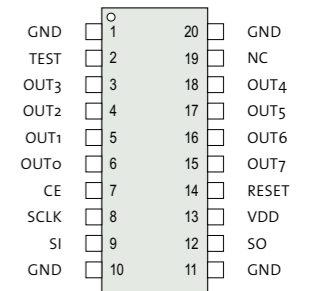 GND 1 20 GND
TEST 2 19 NC
OUT3 3 18 OUT4
OUT2 4 17 OUT5
OUT1 5 16 OUT6
OUT0 6 15 OUT7
CE 7 14 RESET
SCLK 8 13 VDD
SI 9 12 SO
GND 10 11 GND